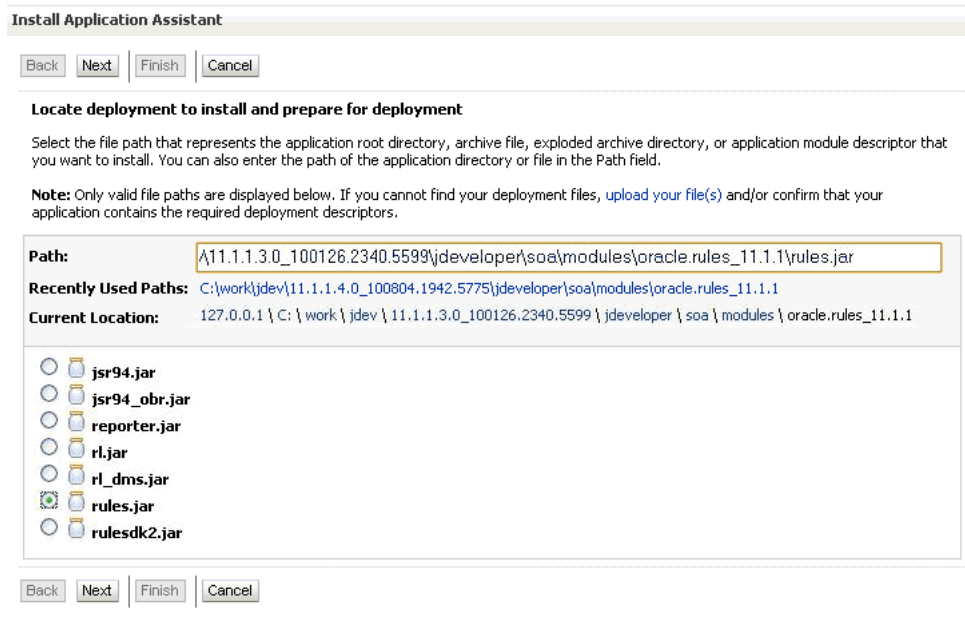 Install Application Assistant
Back Next Finish Cancel
Locate deployment to install and prepare for deployment
Select the file path that represents the application root directory, archive file, exploded archive directory, or application module descriptor that
you want to install. You can also enter the path of the application directory or file in the Path field.
Note: Only valid file paths are displayed below. If you cannot find your deployment files, upload your file(s) and/or confirm that your
application contains the required deployment descriptors.
Path: \11.1.1.3.0_100126.2340.5599\jdeveloper\soa\modules\oracle.rules_11.1.1\rules.jar
Recently Used Paths: C:\work\jdev\11.1.1.4.0_100804.1942.5775\jdeveloper\soa\modules\oracle.rules_11.1.1
Current Location: 127.0.0.1 \ C: \ work \ jdev \ 11.1.1.3.0_100126.2340.5599 \ jdeveloper \ soa \ modules \ oracle.rules_11.1.1
jsr94.jar
jsr94_obr.jar
reporter.jar
rl.jar
rl_dms.jar
rules.jar
rulesdk2.jar
Back Next Finish Cancel